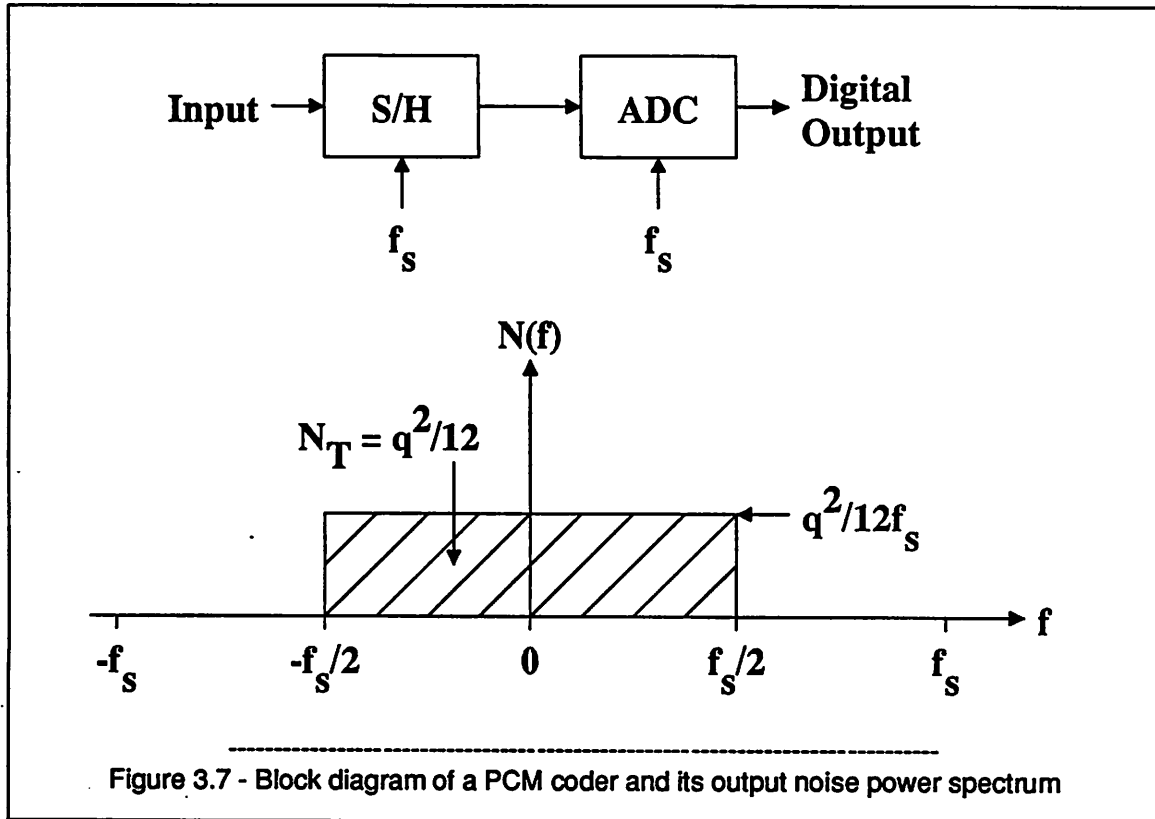 Input
S/H
ADC
Digital
Output
f_s
f_s
N(f)
N_T = q^2/12
q^2/12f_s
f
-f_s
-f_s/2
0
f_s/2
f_s
Figure 3.7 - Block diagram of a PCM coder and its output noise power spectrum